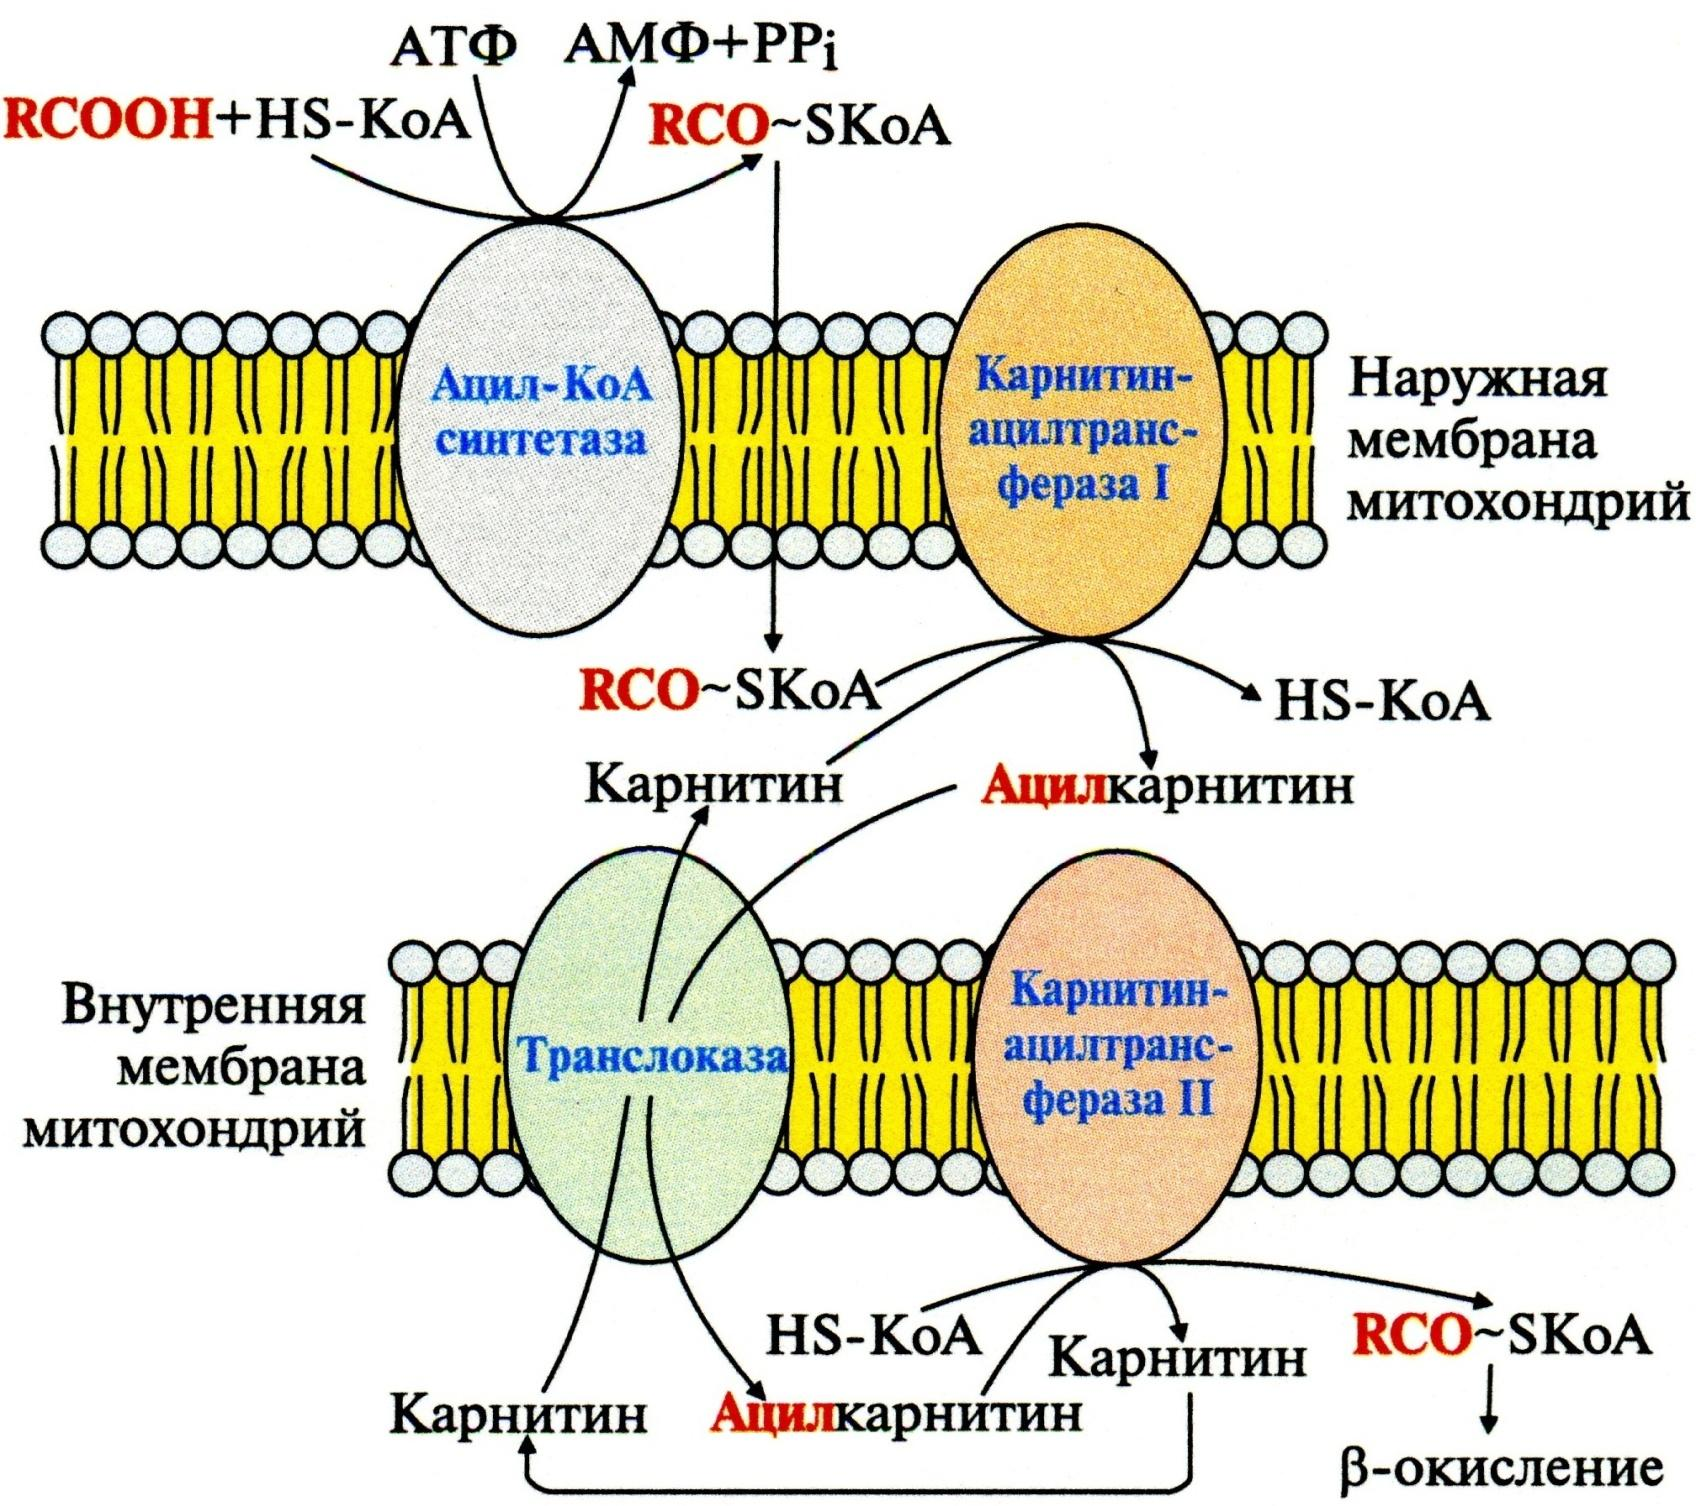 АТФ АМФ+PPi
RCOOH+HS-KoA RCO~SKoA
Ацил-КоА
синтетаза
Карнитин-
ацилтранс-
фераза I
Наружная
мембрана
митохондрий
RCO~SKoA
HS-KoA
Карнитин
Ацилкарнитин
Внутренняя
мембрана
митохондрий
Транслоказа
Карнитин-
ацилтранс-
фераза II
HS-KoA
Карнитин
RCO~SKoA
Карнитин
Ацилкарнитин
β-окисление